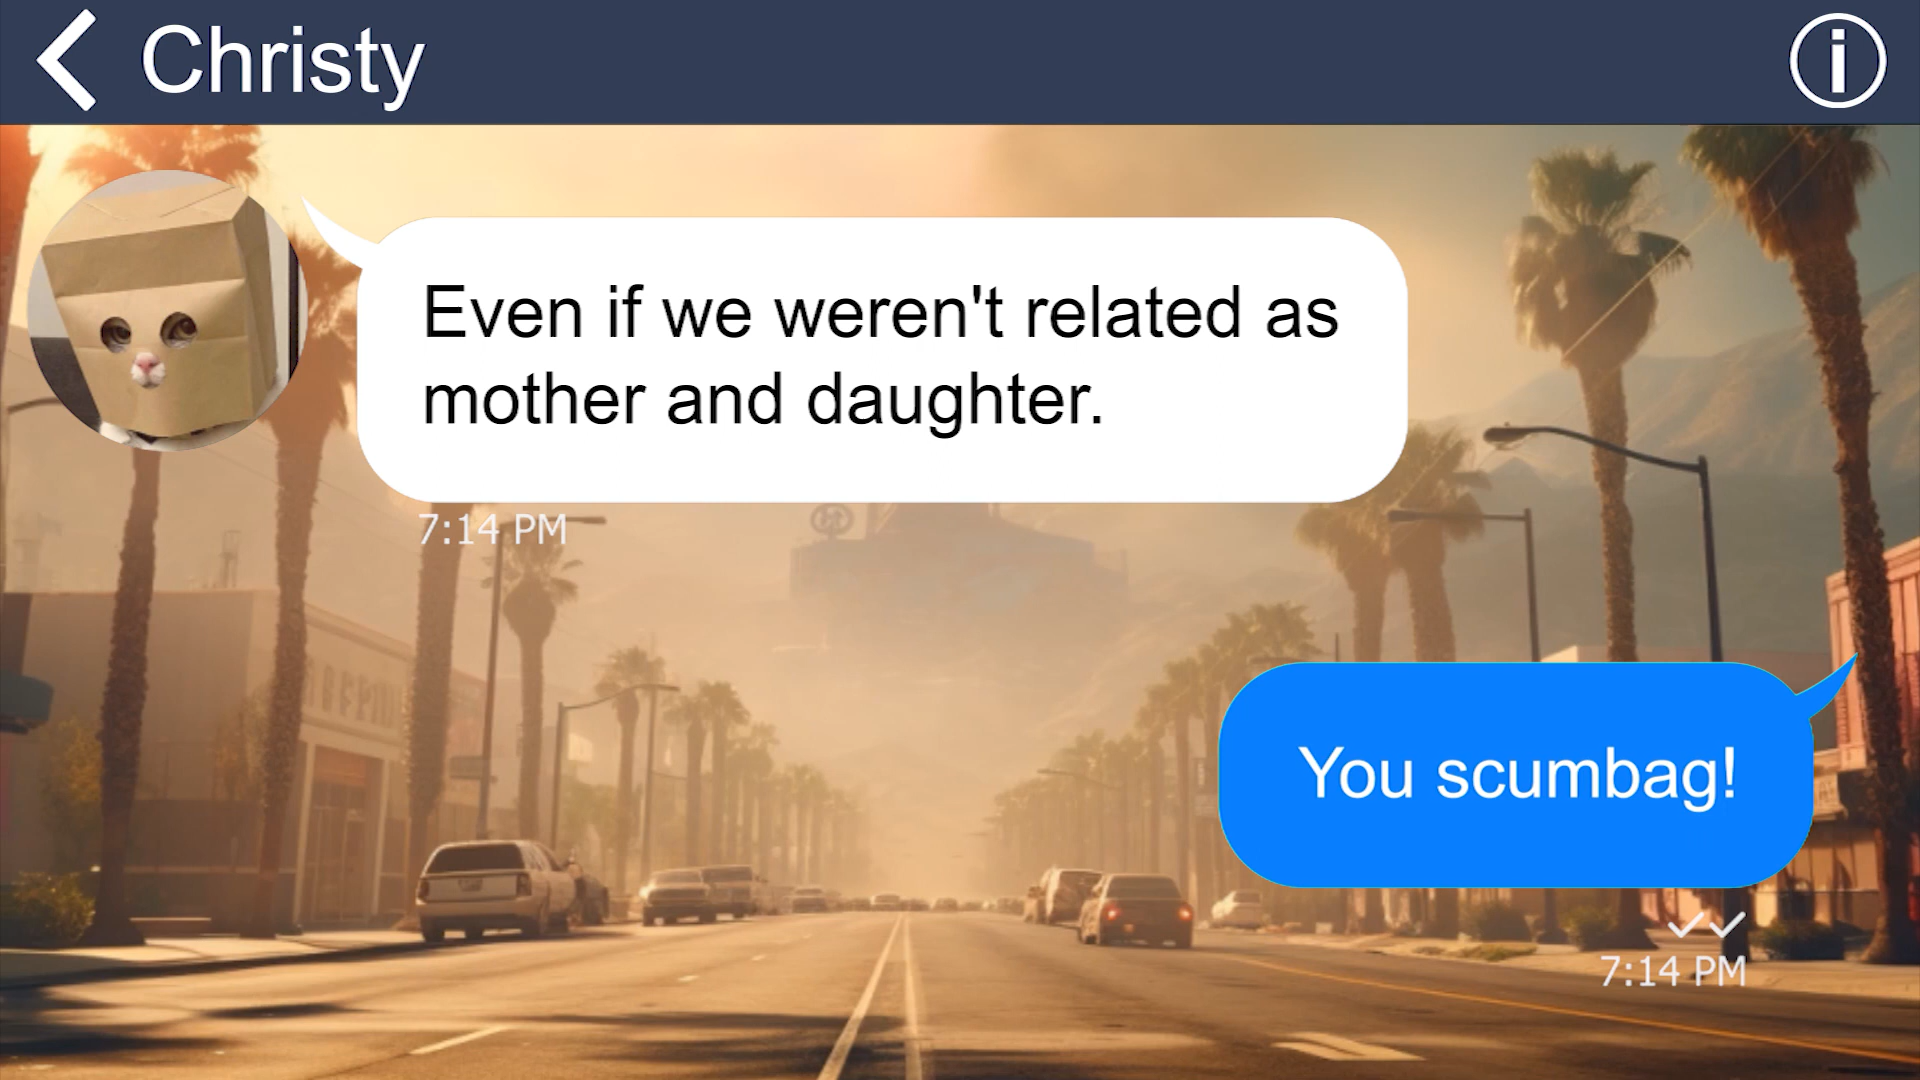 Christy
Even if we weren't related as
mother and daughter.
7:14 PM
You scumbag!
7:14 PM